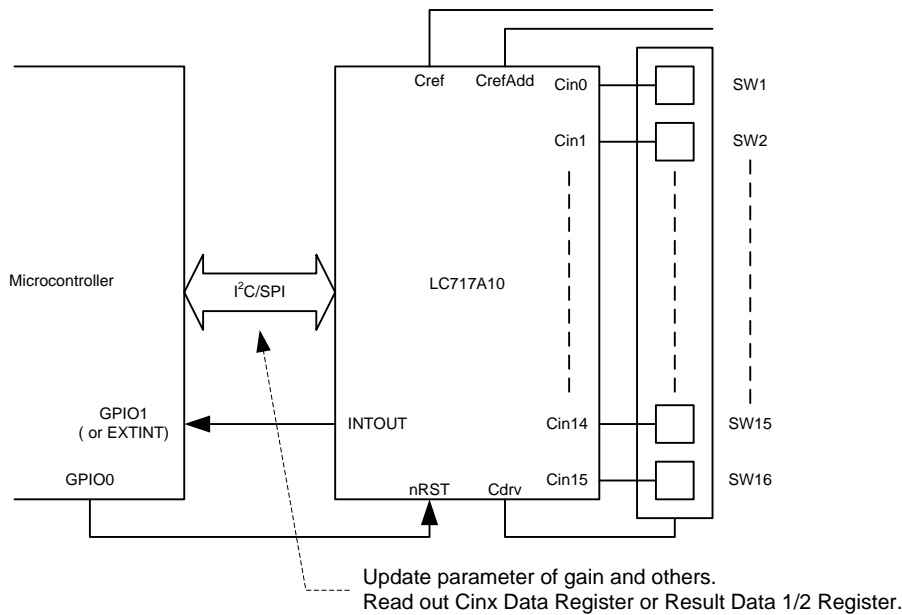 Cref
CrefAdd
Cin0
SW1
Cin1
SW2
Microcontroller
I²C/SPI
LC717A10
GPIO1
( or EXTINT)
INTOUT
Cin14
SW15
GPIO0
nRST
Cdrv
Cin15
SW16
Update parameter of gain and others.
Read out Cinx Data Register or Result Data 1/2 Register.